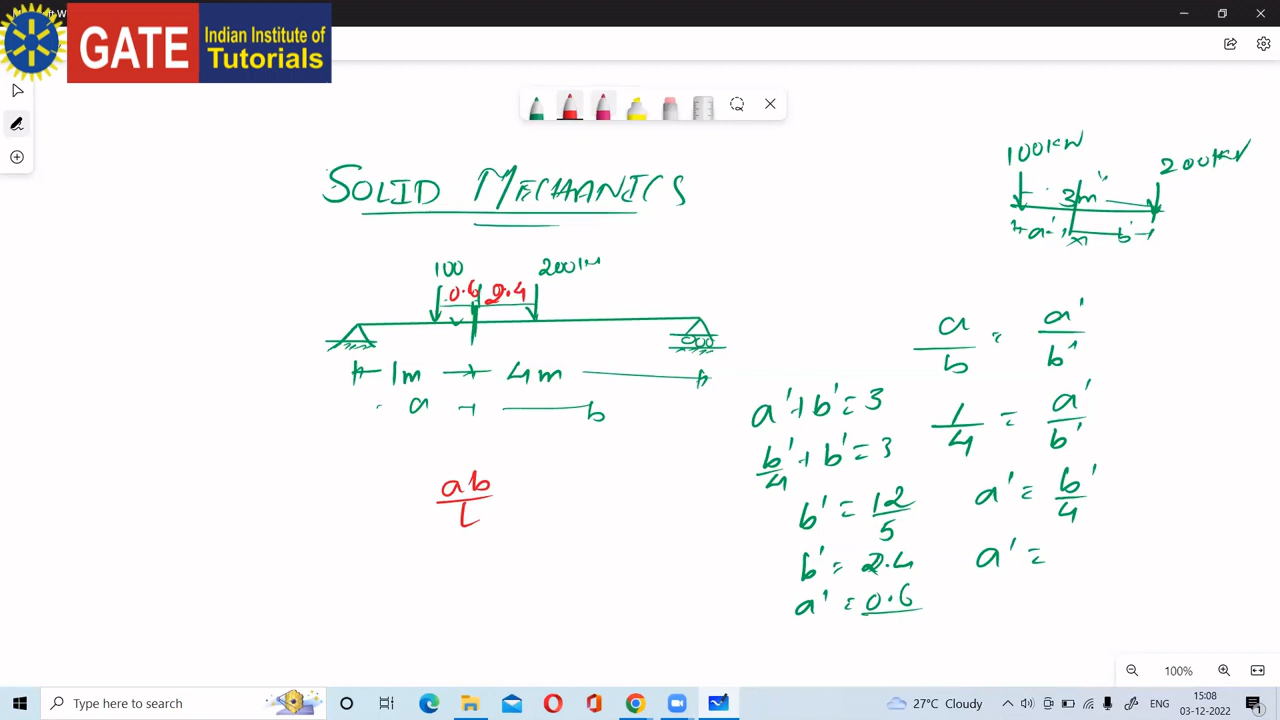 GATE Indian Institute of Tutorials
SOLID MECHANICS
100KN
200KN
3m
a' b'
100 200KN
0.6 2.4
1m 4m
a b
a/b = a'/b'
a'+b'=3
1/4 = a'/b'
b'/4 + b' = 3
a' = b'/4
b' = 12/5
a' =
b' = 2.4
a' = 0.6
ab/L
100%
Type here to search
27°C Cloudy
ENG
15:08
03-12-2022